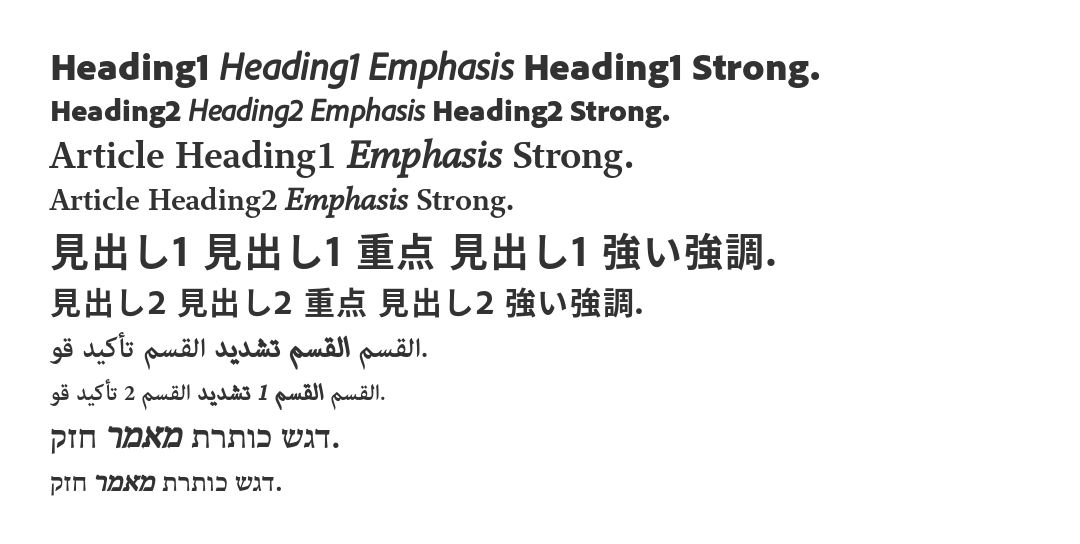 Heading1 Heading1 Emphasis Heading1 Strong.
Heading2 Heading2 Emphasis Heading2 Strong.
Article Heading1 Emphasis Strong.
Article Heading2 Emphasis Strong.
見出し1 見出し1 重点 見出し1 強い強調.
見出し2 見出し2 重点 見出し2 強い強調.
القسم القسم تشديد القسم تأكيد قو.
القسم القسم 1 تشديد القسم 2 تأكيد قو.
דגש כותרת מאמר חזק.
דגש כותרת מאמר חזק.